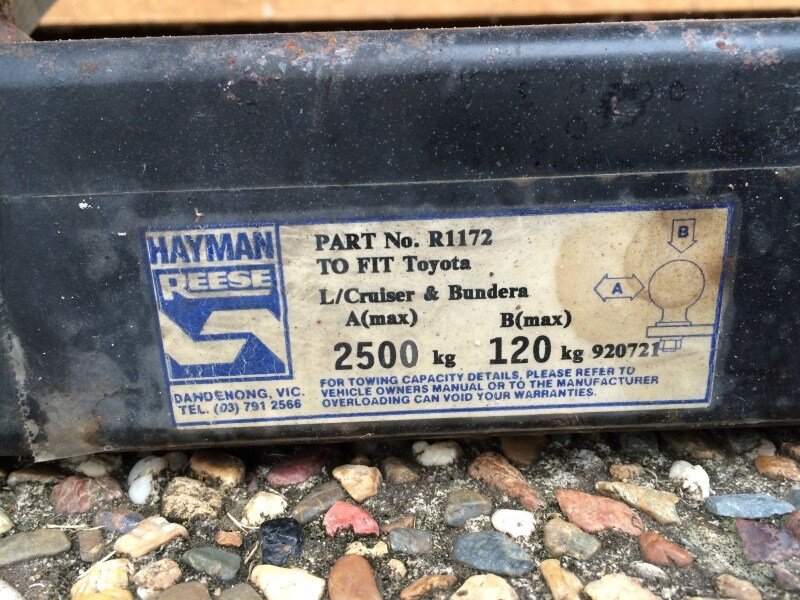 HAYMAN
REESE
DANDENONG, VIC.
TEL. (03) 791 2566
PART No. R1172
TO FIT Toyota
L/Cruiser & Bundera
A(max) B(max)
2500 kg 120 kg 920721
FOR TOWING CAPACITY DETAILS, PLEASE REFER TO
VEHICLE OWNERS MANUAL OR TO THE MANUFACTURER
OVERLOADING CAN VOID YOUR WARRANTIES.
B
A